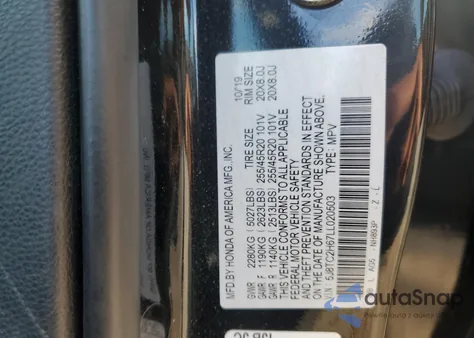 MFD.BY HONDA OF AMERICA MFG.,INC. 10/19
TIRE SIZE RIM SIZE
GVWR 2280KG (5027LBS)
GAWR F 1190KG (2623LBS) 255/45R20 101V 20X8.0J
GAWR R 1140KG (2513LBS) 255/45R20 101V 20X8.0J
THIS VEHICLE CONFORMS TO ALL APPLICABLE
FEDERAL MOTOR VEHICLE SAFETY
AND THEFT PREVENTION STANDARDS IN EFFECT
ON THE DATE OF MANUFACTURE SHOWN ABOVE.
5J8TC2H67LL020503 TYPE: MPV
L AG5 NH893P Z - L
autoSnap